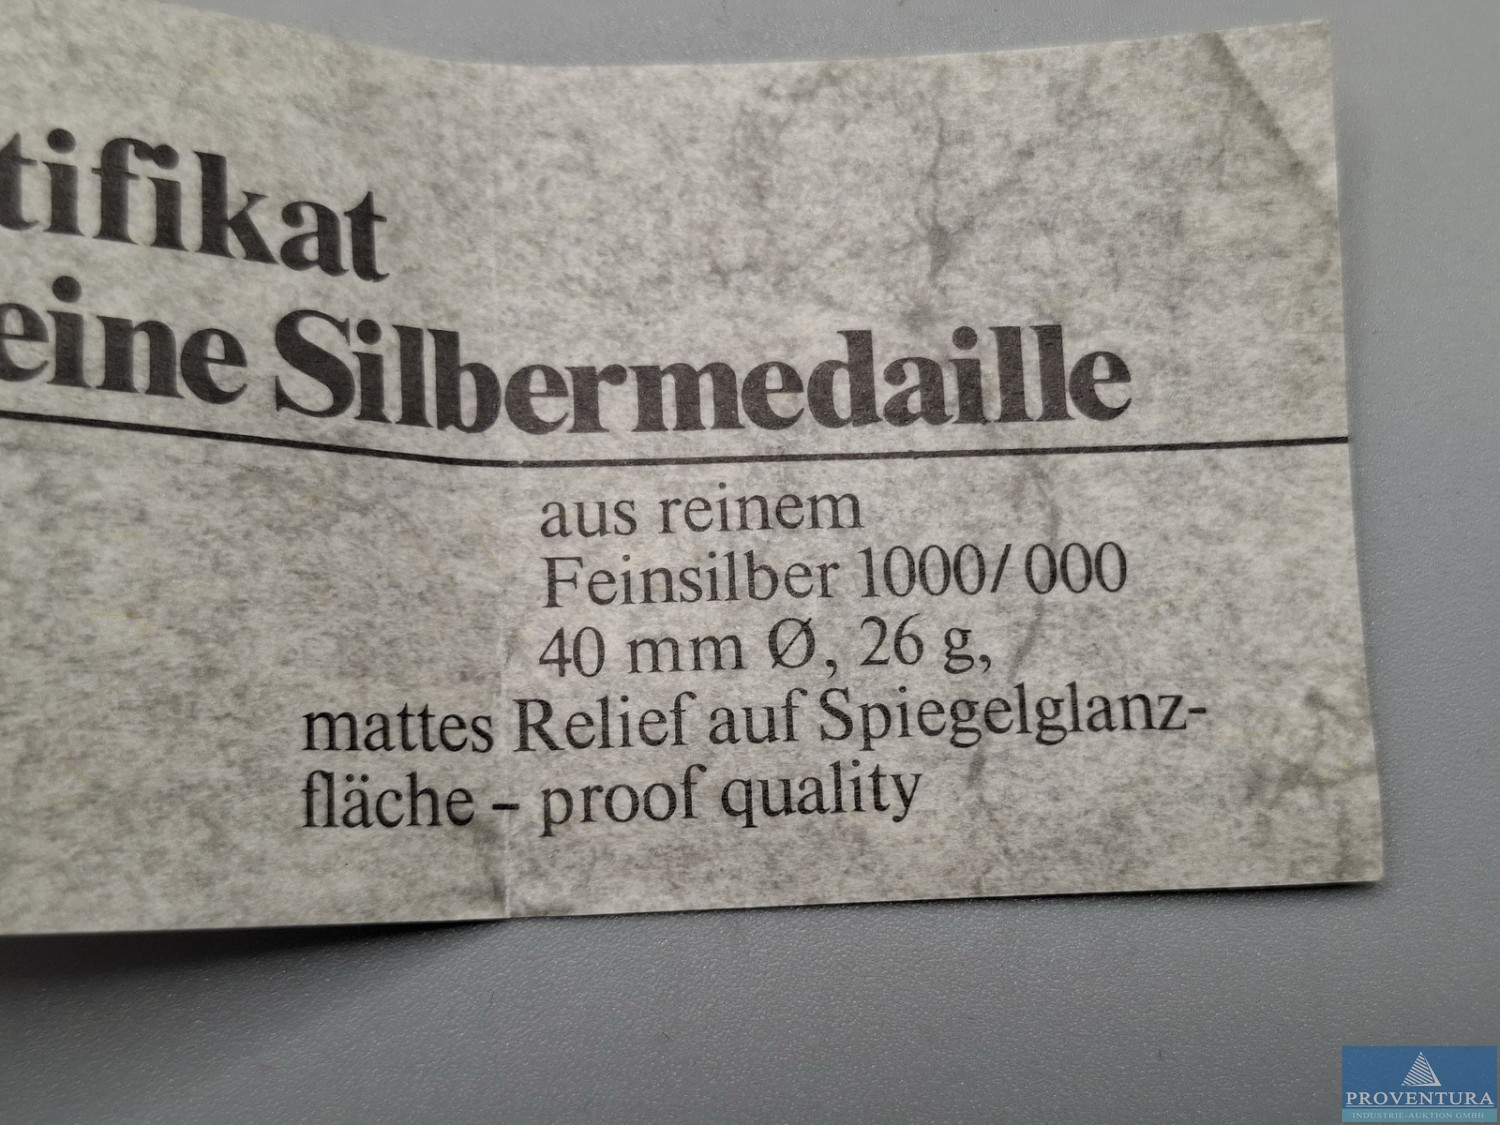 tifikat
eine Silbermedaille
aus reinem
Feinsilber 1000/000
40 mm Ø, 26 g,
mattes Relief auf Spiegelglanz-
fläche – proof quality
PROVENTURA
INDUSTRIE-AUKTION GMBH